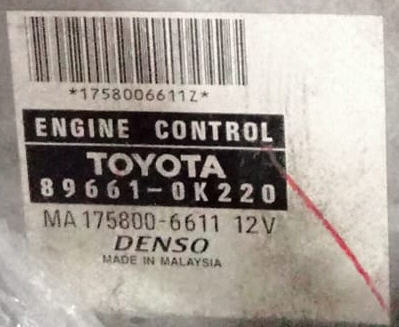 *1758006611Z*
ENGINE CONTROL
TOYOTA
89661-0K220
MA 175800-6611 12V
DENSO
MADE IN MALAYSIA